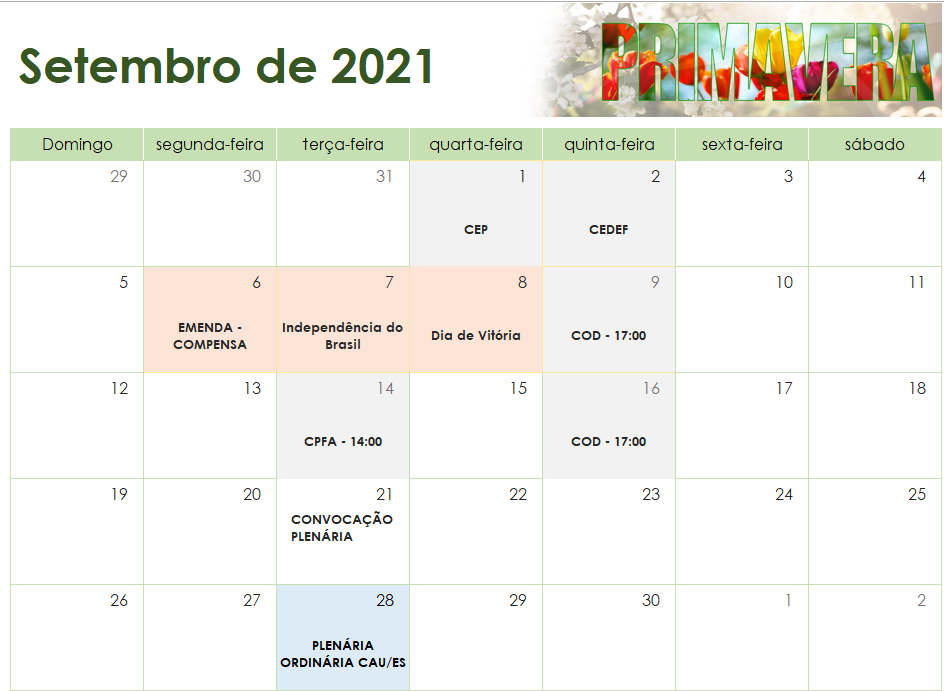 Setembro de 2021
PRIMAVERA
Domingo segunda-feira terça-feira quarta-feira quinta-feira sexta-feira sábado
29 30 31 1 2 3 4
CEP CEDEF
5 6 7 8 9 10 11
EMENDA -
COMPENSA
Independência do
Brasil
Dia de Vitória
COD - 17:00
12 13 14 15 16 17 18
CPFA - 14:00 COD - 17:00
19 20 21 22 23 24 25
CONVOCAÇÃO
PLENÁRIA
26 27 28 29 30 1 2
PLENÁRIA
ORDINÁRIA CAU/ES